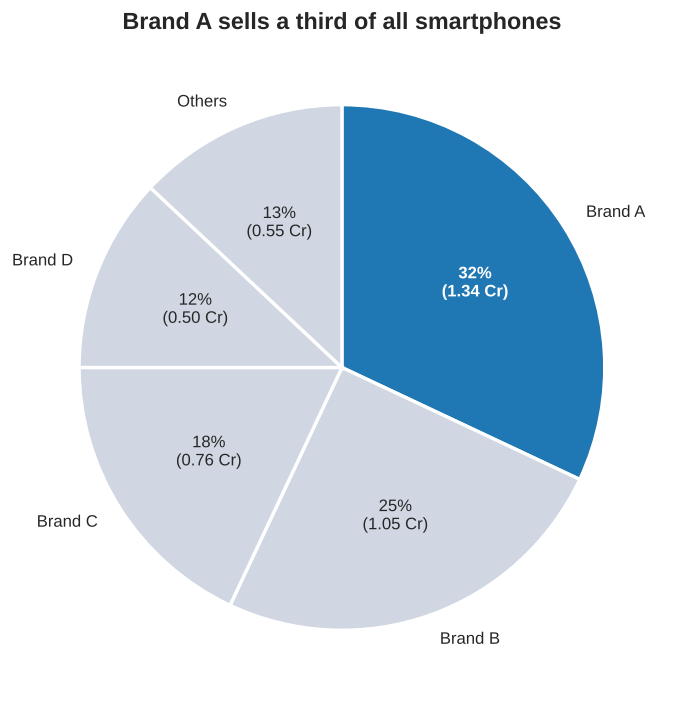 Brand A sells a third of all smartphones
Others
Brand A
13%
(0.55 Cr)
Brand D
32%
(1.34 Cr)
12%
(0.50 Cr)
18%
(0.76 Cr)
25%
(1.05 Cr)
Brand C
Brand B